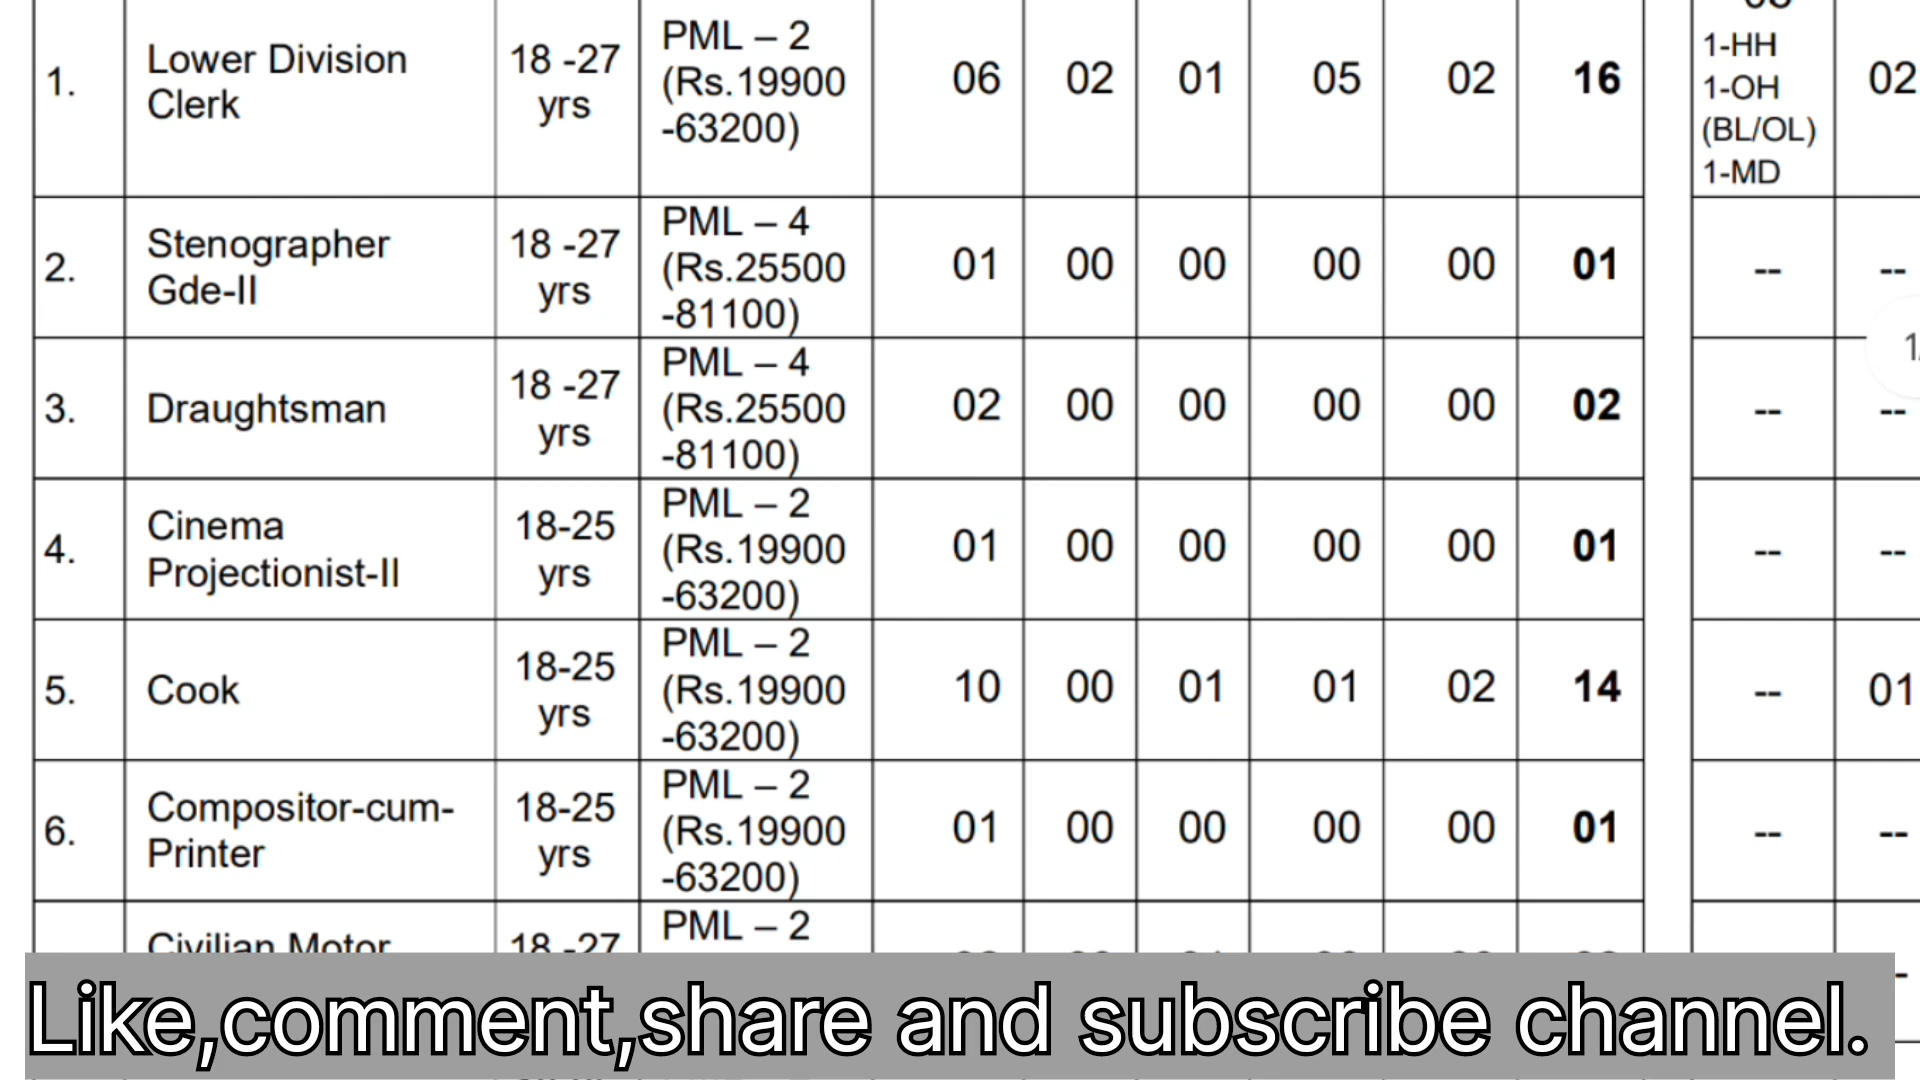 1. Lower Division Clerk 18 -27 yrs PML – 2 (Rs.19900 -63200) 06 02 01 05 02 16 1-HH 1-OH (BL/OL) 1-MD 02
2. Stenographer Gde-II 18 -27 yrs PML – 4 (Rs.25500 -81100) 01 00 00 00 00 01 -- --
3. Draughtsman 18 -27 yrs PML – 4 (Rs.25500 -81100) 02 00 00 00 00 02 -- --
4. Cinema Projectionist-II 18-25 yrs PML – 2 (Rs.19900 -63200) 01 00 00 00 00 01 -- --
5. Cook 18-25 yrs PML – 2 (Rs.19900 -63200) 10 00 01 01 02 14 -- 01
6. Compositor-cum-Printer 18-25 yrs PML – 2 (Rs.19900 -63200) 01 00 00 00 00 01 -- --
Civilian Motor 18 -27 PML – 2
Like,comment,share and subscribe channel.